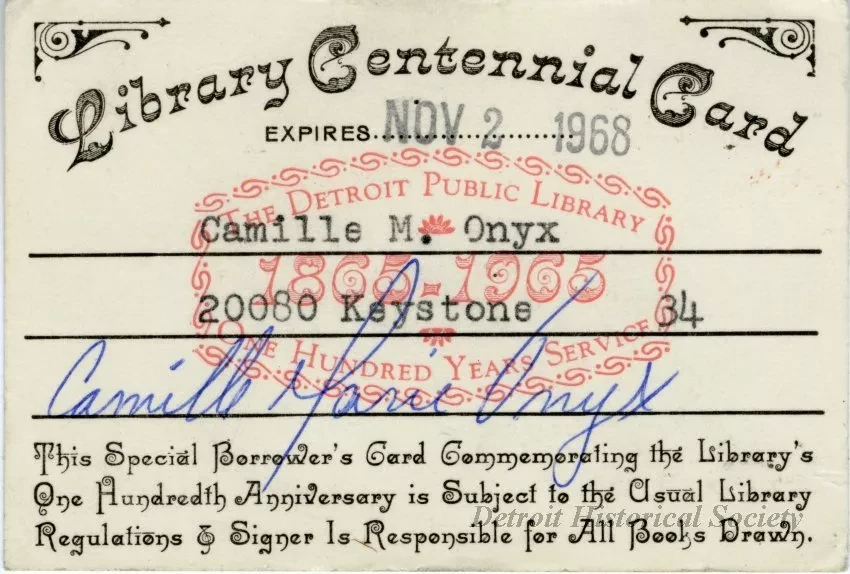 Library Centennial Card
EXPIRES.....NOV 2.....1968
THE DETROIT PUBLIC LIBRARY
Camille M. Onyx
1865-1965
20080 Keystone 34
ONE HUNDRED YEARS SERVICE
Camille Marie Onyx
This Special Borrower's Card Commemorating the Library's
One Hundredth Anniversary is Subject to the Usual Library
Regulations & Signer Is Responsible for All Books Drawn.
Detroit Historical Society